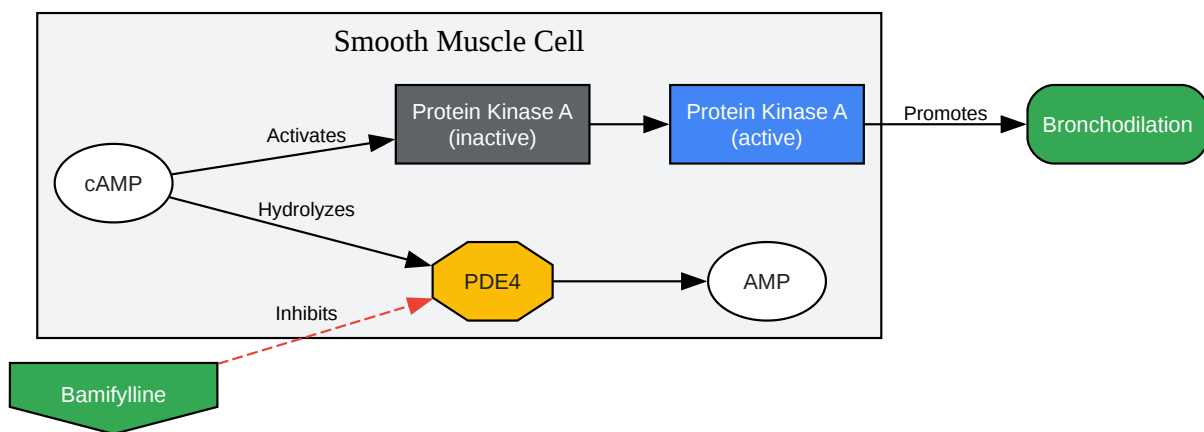 Smooth Muscle Cell
Activates
Protein Kinase A
(inactive)
Protein Kinase A
(active)
Promotes
Bronchodilation
cAMP
Hydrolyzes
PDE4
AMP
Inhibits
Bamifylline